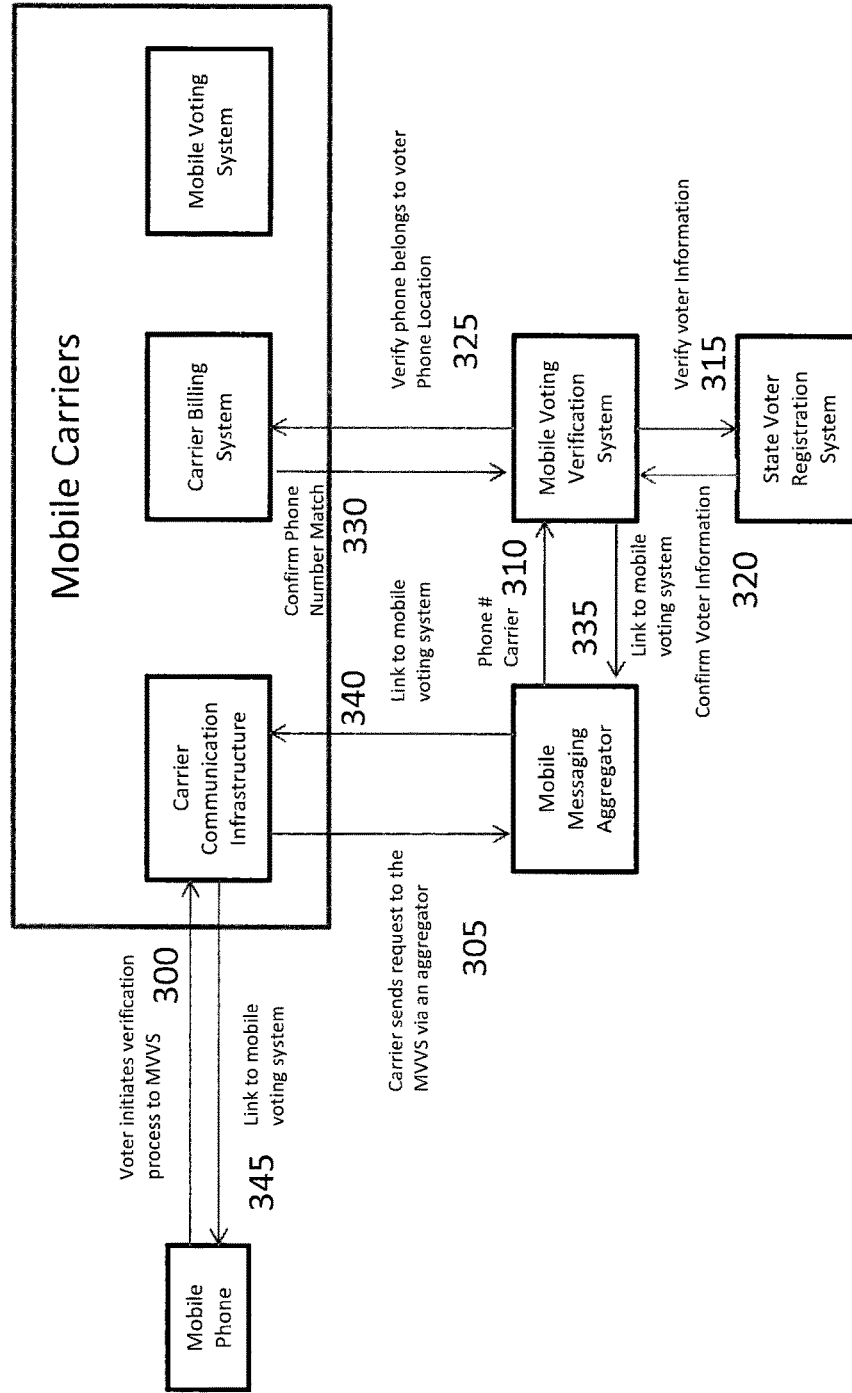 Mobile Carriers
Mobile Voting
System
Carrier Billing
System
Carrier
Communication
Infrastructure
Voter initiates verification
process to MVVS
300
345
Link to mobile
voting system
Mobile
Phone
Carrier sends request to the
MVVS via an aggregator
305
340
Link to mobile
voting system
Confirm Phone
Number Match
330
Verify phone belongs to voter
Phone Location
325
Mobile
Messaging
Aggregator
Phone #
Carrier
310
335
Link to mobile
voting system
Mobile Voting
Verification
System
Verify voter Information
315
Confirm Voter Information
320
State Voter
Registration
System